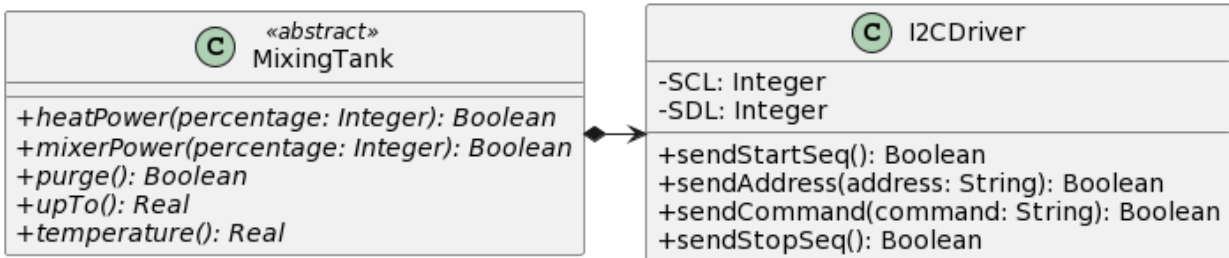 C
«abstract»
MixingTank
+heatPower(percentage: Integer): Boolean
+mixerPower(percentage: Integer): Boolean
+purge(): Boolean
+upTo(): Real
+temperature(): Real
C I2CDriver
-SCL: Integer
-SDL: Integer
+sendStartSeq(): Boolean
+sendAddress(address: String): Boolean
+sendCommand(command: String): Boolean
+sendStopSeq(): Boolean